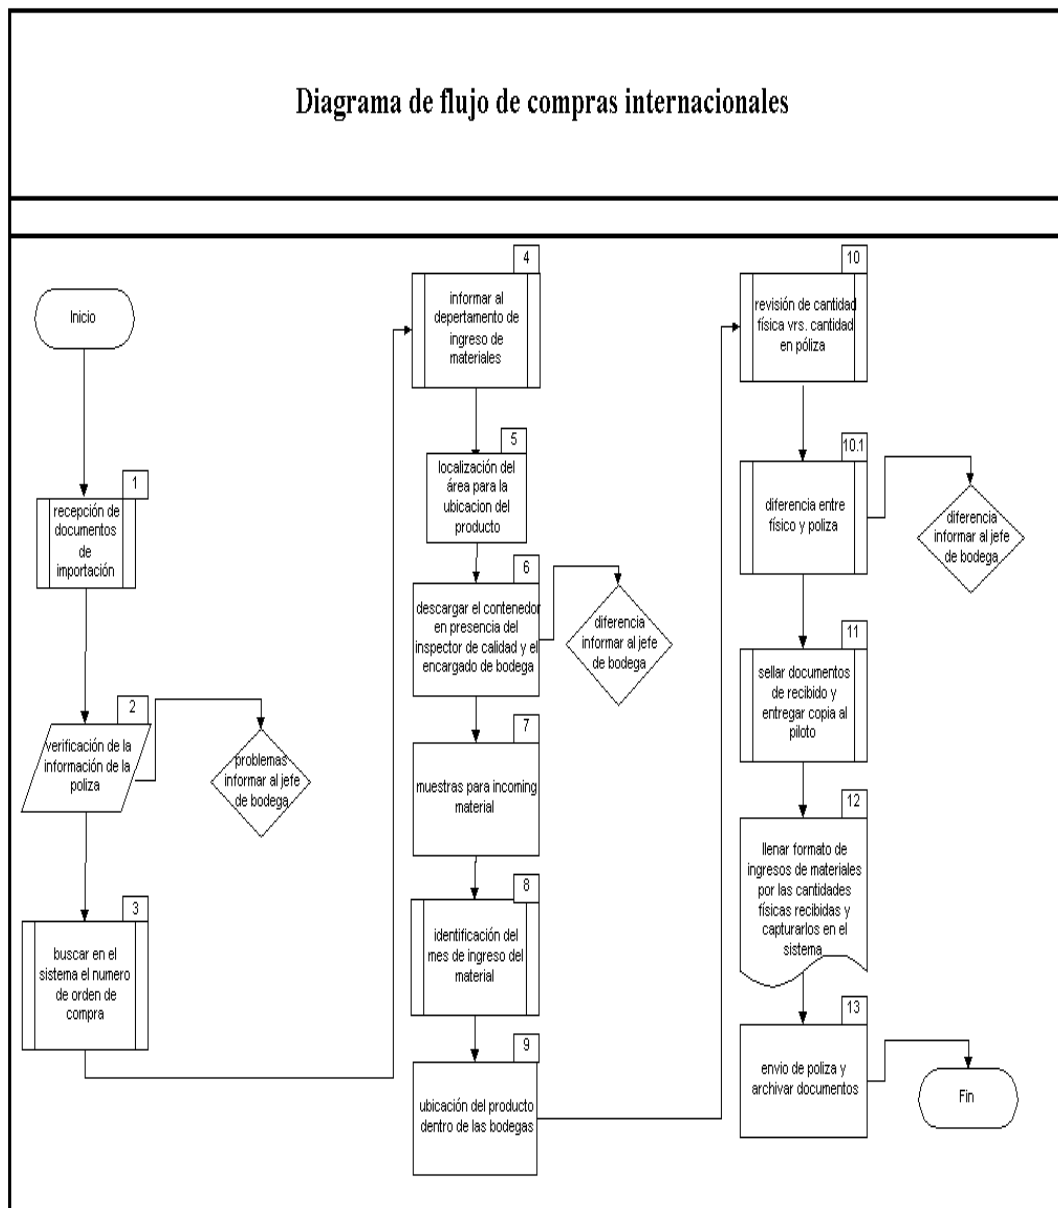 Diagrama de flujo de compras internacionales
Inicio
1
recepción de
documentos
de
importación
2
verificación de la
información de la
poliza
problemas
informar al jefe
de bodega
3
buscar en el
sistema el numero
de orden de
compra
4
informar al
depertamento de
ingreso de
materiales
5
localización del
área para la
ubicacion del
producto
6
descargar el contenedor
en presencia del
inspector de calidad y el
encargado de bodega
diferencia
informar al jefe
de bodega
7
muestras para incoming
material
8
identificación del
mes de ingreso del
material
9
ubicación del producto
dentro de las bodegas
10
revisión de cantidad
física vrs. cantidad
en póliza
10.1
diferencia entre
físico y poliza
diferencia
informar al jefe
de bodega
11
sellar documentos
de recibido y
entregar copia al
piloto
12
llenar formato de
ingresos de materiales
por las cantidades
físicas recibidas y
capturarlos en el
sistema
13
envio de poliza y
archivar documentos
Fin